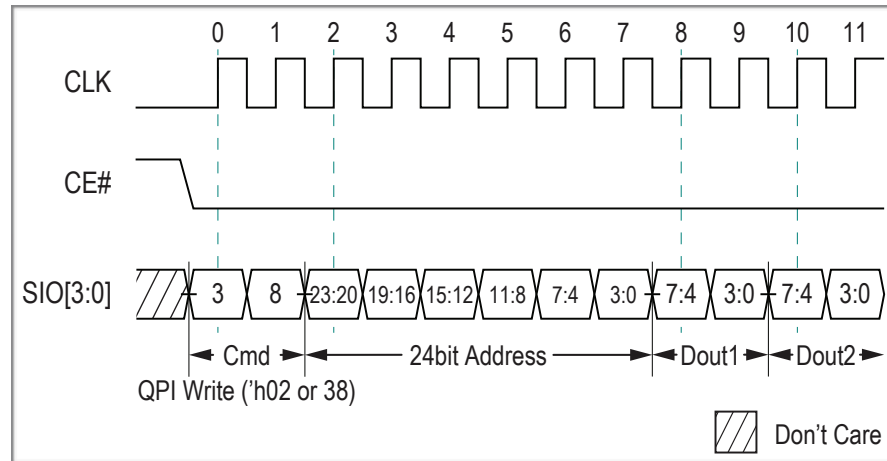 0 1 2 3 4 5 6 7 8 9 10 11
CLK
CE#
SIO[3:0] 3 8 23:20 19:16 15:12 11:8 7:4 3:0 7:4 3:0 7:4 3:0
Cmd 24bit Address Dout1 Dout2
QPI Write ('h02 or 38)
Don't Care